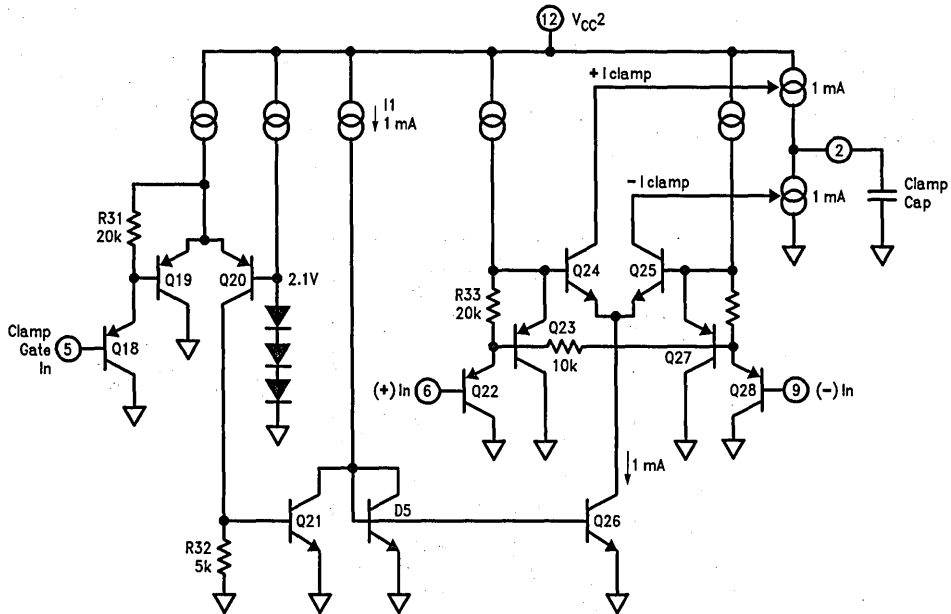 12 VCC2
+I clamp
I1
1 mA
1 mA
2
-I clamp
1 mA
Clamp
Cap
R31
20k
Q19
Q20
2.1V
Q24
Q25
R33
20k
Q23
10k
Q27
Clamp
Gate
In
5
Q18
(+) In 6
Q22
Q28
9 (-) In
1 mA
Q21
D5
Q26
R32
5k